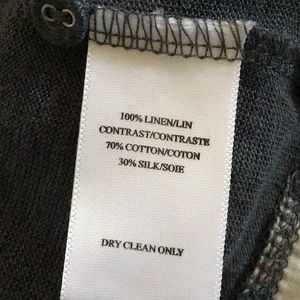 100% LINEN/LIN
CONTRAST/CONTRASTE
70% COTTON/COTON
30% SILK/SOIE
DRY CLEAN ONLY